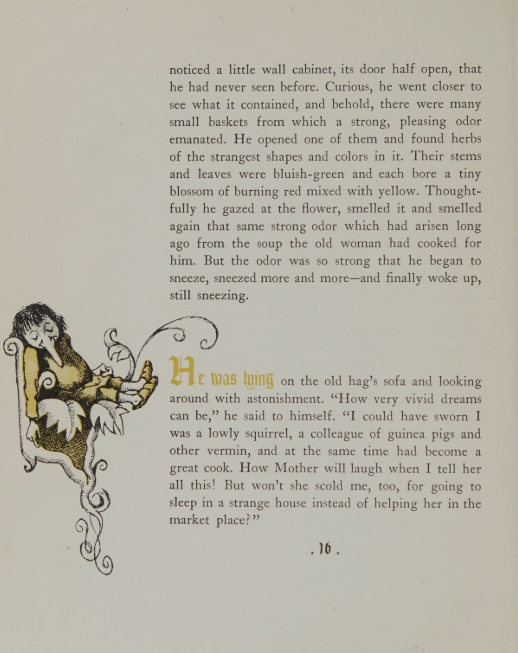 noticed a little wall cabinet, its door half open, that
he had never seen before. Curious, he went closer to
see what it contained, and behold, there were many
small baskets from which a strong, pleasing odor
emanated. He opened one of them and found herbs
of the strangest shapes and colors in it. Their stems
and leaves were bluish-green and each bore a tiny
blossom of burning red mixed with yellow. Thought-
fully he gazed at the flower, smelled it and smelled
again that same strong odor which had arisen long
ago from the soup the old woman had cooked for
him. But the odor was so strong that he began to
sneeze, sneezed more and more—and finally woke up,
still sneezing.
He was lying on the old hag's sofa and looking
around with astonishment. "How very vivid dreams
can be," he said to himself. "I could have sworn I
was a lowly squirrel, a colleague of guinea pigs and
other vermin, and at the same time had become a
great cook. How Mother will laugh when I tell her
all this! But won't she scold me, too, for going to
sleep in a strange house instead of helping her in the
market place?"
. 16 .